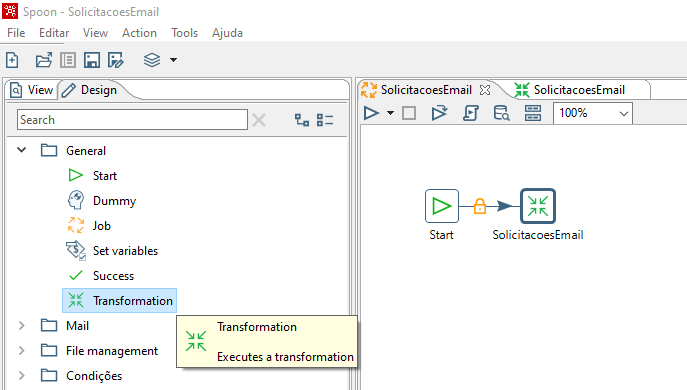 Spoon - SolicitacoesEmail
File Editar View Action Tools Ajuda
View Design
Search
General
Start
Dummy
Job
Set variables
Success
Transformation
Mail
File management
Condições
Transformation
Executes a transformation
SolicitacoesEmail SolicitacoesEmail
100%
Start SolicitacoesEmail